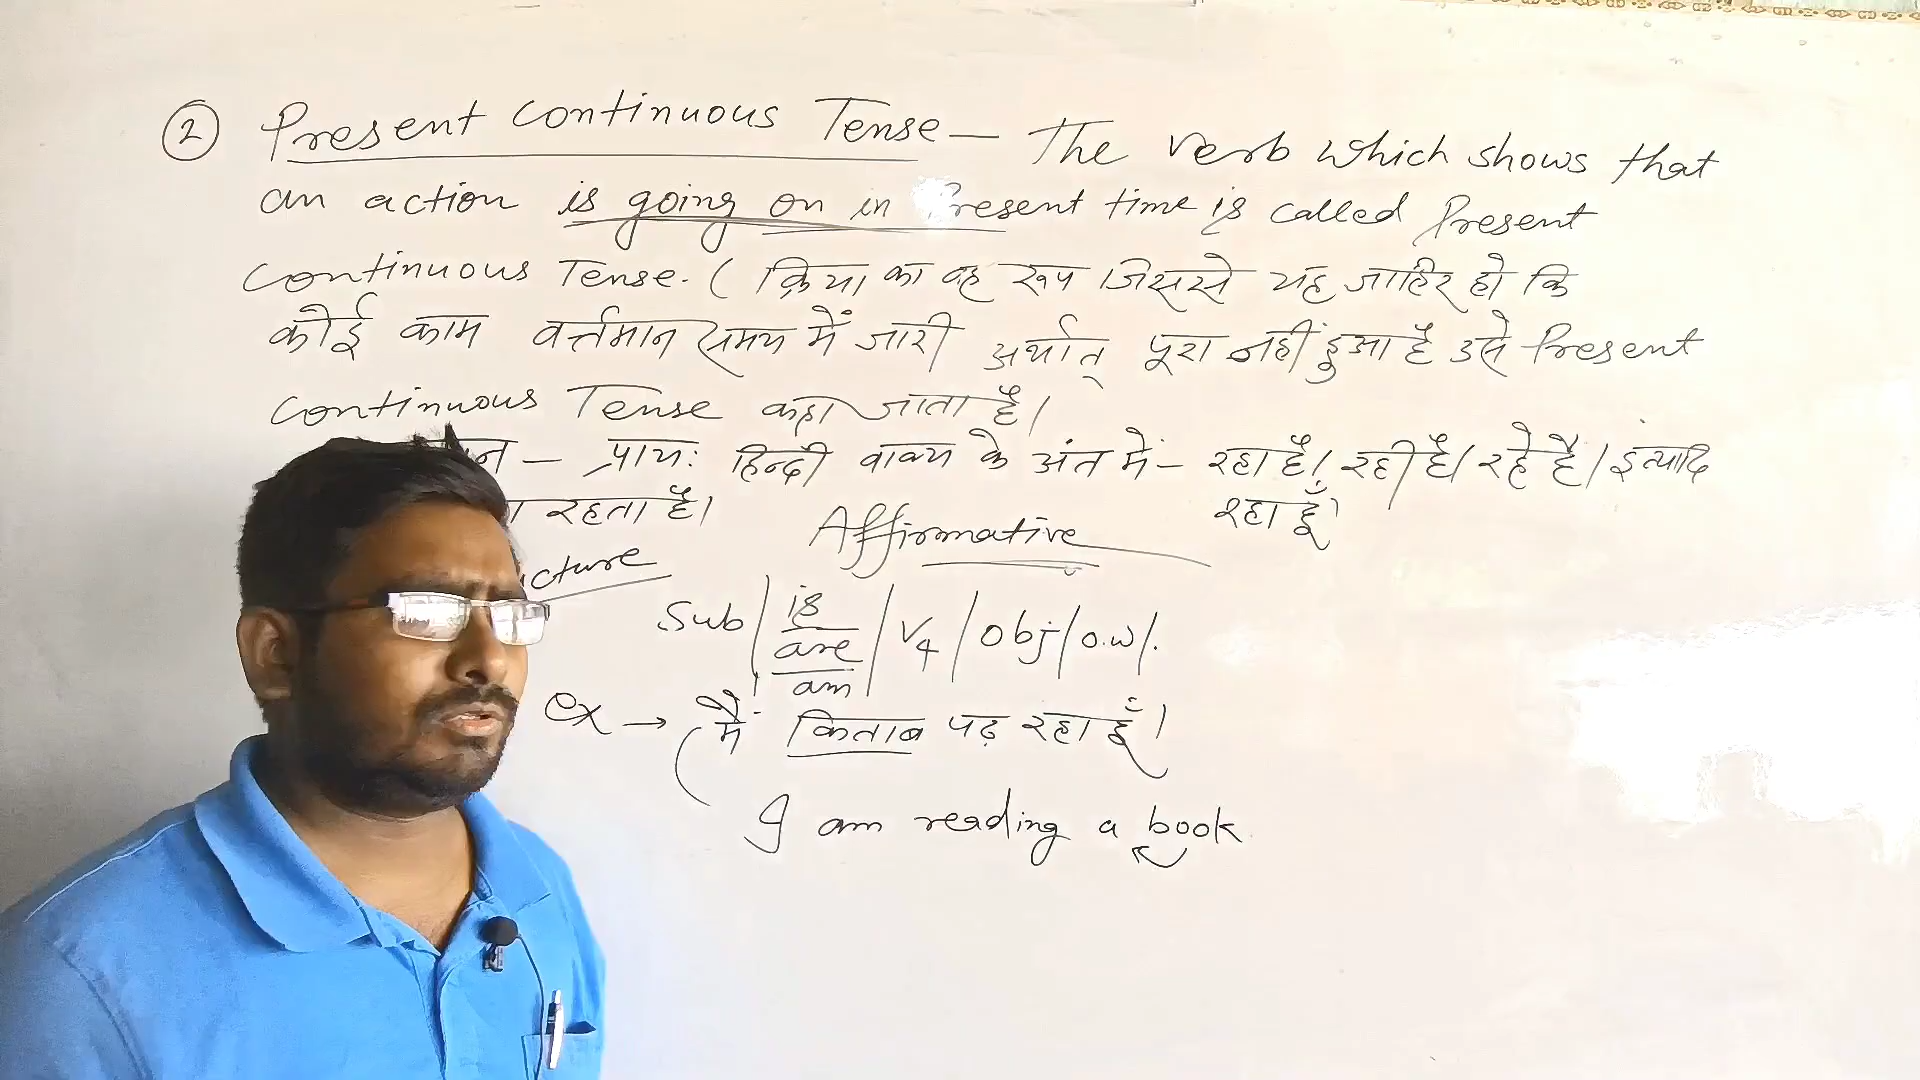 ② Present Continuous Tense — The verb which shows that
an action is going on in Present time is called Present
Continuous Tense. ( क्रिया का वह रूप जिससे यह जाहिर हो कि
कोई काम वर्त्तमान समय में जारी अर्थात् पूरा नहीं हुआ है उसे Present
Continuous Tense कहा जाता है।
न — प्रायः हिन्दी वाक्य के अंत में - रहा है। रही है। रहे है। इत्यादि
रहता है। रहा हूँ
Affirmative
cture
Sub | is / are / am | V4 | Obj | O.W |.
ex → मैं किताब पढ़ रहा हूँ।
I am reading a book.